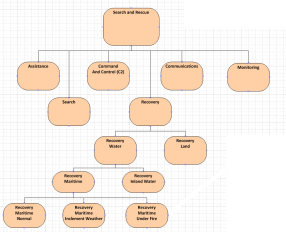 Search and Rescue
Assistance
Command
And Control (C2)
Communications
Monitoring
Search
Recovery
Recovery
Water
Recovery
Land
Recovery
Maritime
Recovery
Inland Water
Recovery
Maritime
Normal
Recovery
Maritime
Inclement Weather
Recovery
Maritime
Under Fire